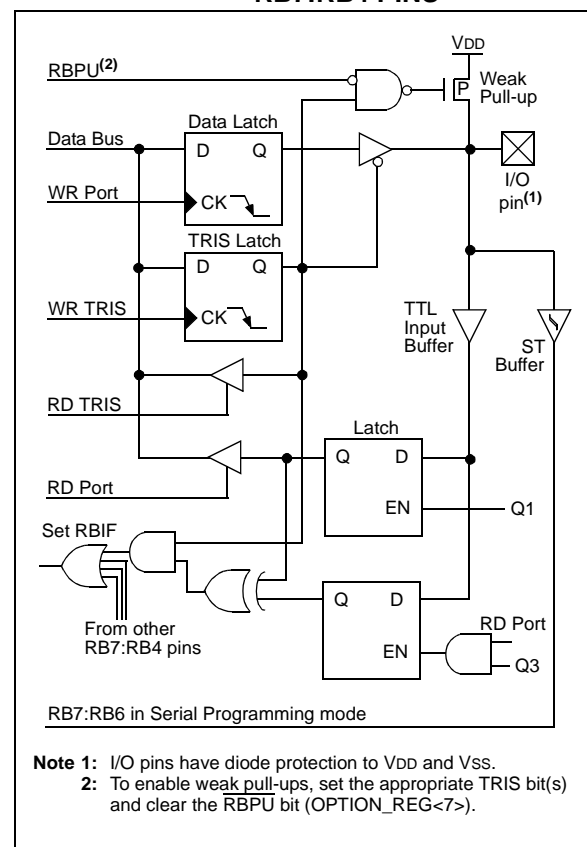 RB7:RB4 PINS
VDD
RBPU(2)
Weak
Pull-up
P
Data Latch
Data Bus
D Q
I/O
pin(1)
WR Port
CK
TRIS Latch
D Q
WR TRIS
CK
TTL
Input
Buffer
ST
Buffer
RD TRIS
Latch
Q D
RD Port
EN
Q1
Set RBIF
Q D
RD Port
From other
RB7:RB4 pins
EN
Q3
RB7:RB6 in Serial Programming mode
Note 1: I/O pins have diode protection to VDD and VSS.
2: To enable weak pull-ups, set the appropriate TRIS bit(s)
and clear the RBPU bit (OPTION_REG<7>).